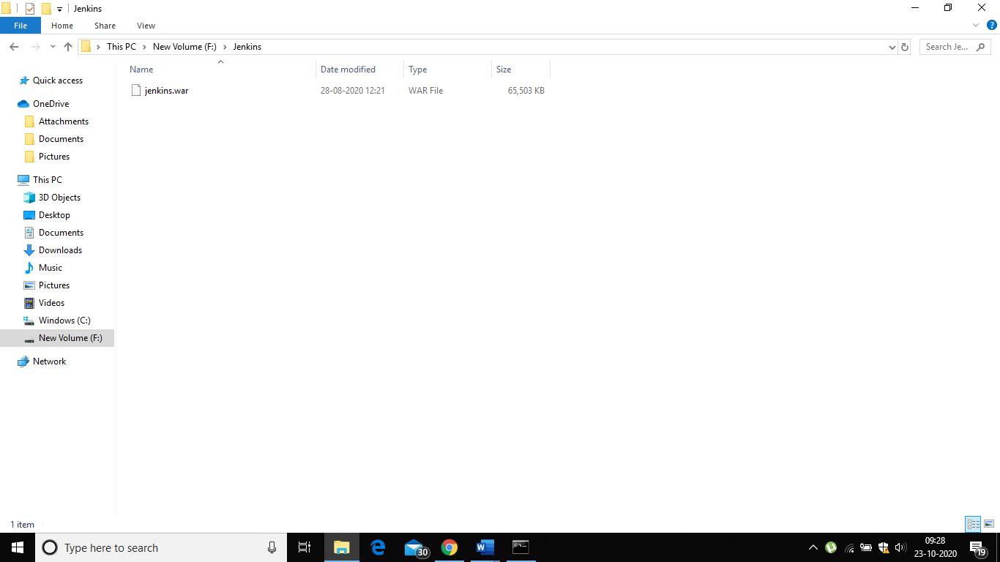 Jenkins
File Home Share View
This PC New Volume (F:) Jenkins Search Je...
Name Date modified Type Size
jenkins.war 28-08-2020 12:21 WAR File 65,503 KB
Quick access
OneDrive
Attachments
Documents
Pictures
This PC
3D Objects
Desktop
Documents
Downloads
Music
Pictures
Videos
Windows (C:)
New Volume (F:)
Network
1 item
Type here to search 30 09:28
23-10-2020 19